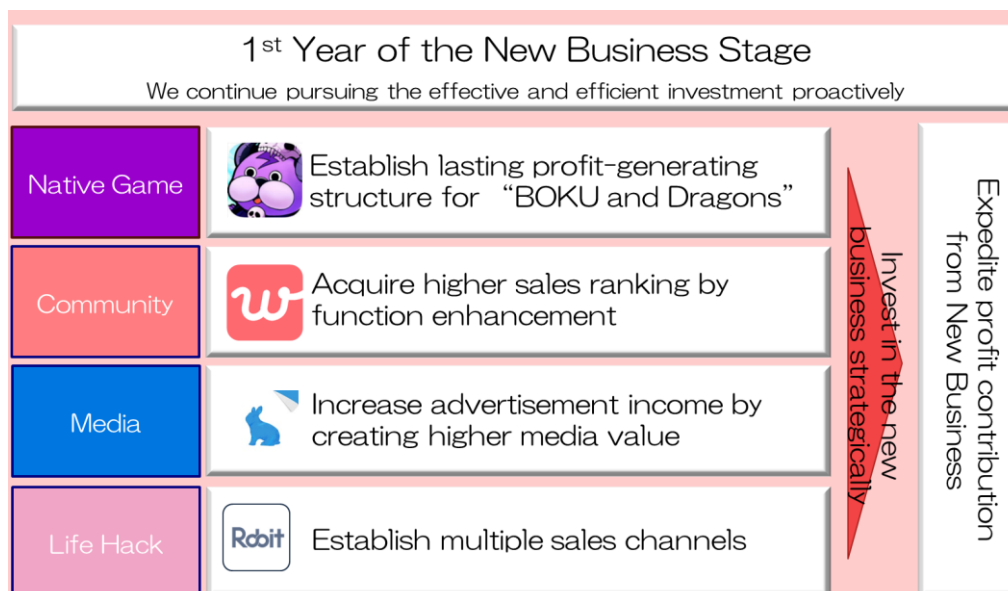 1st Year of the New Business Stage
We continue pursuing the effective and efficient investment proactively
Native Game
Establish lasting profit-generating
structure for “BOKU and Dragons”
Community
w
Acquire higher sales ranking by
function enhancement
Media
Increase advertisement income by
creating higher media value
Life Hack
Robit
Establish multiple sales channels
Invest in the new
business strategically
Expedite profit contribution
from New Business